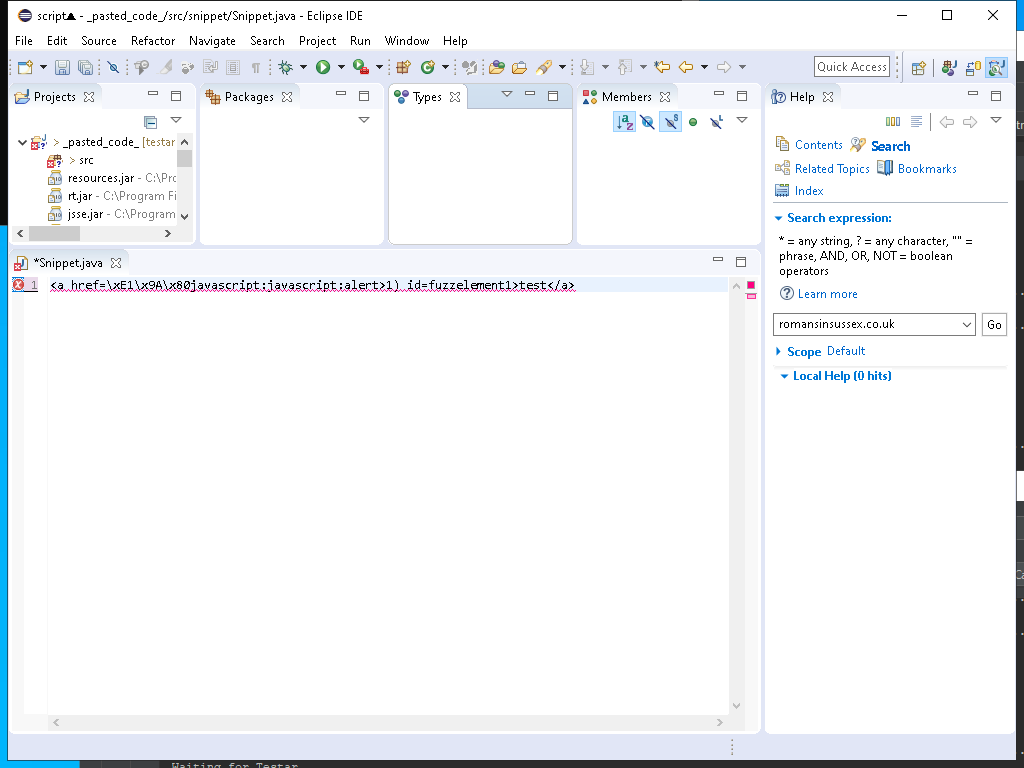 script▲ - _pasted_code_/src/snippet/Snippet.java - Eclipse IDE
File Edit Source Refactor Navigate Search Project Run Window Help
Quick Access
Projects
Packages
Types
Members
Help
> _pasted_code_ [testar
> src
resources.jar - C:\Prc
rt.jar - C:\Program Fi
jsse.jar - C:\Program
*Snippet.java
1 <a href=\xE1\x9A\x80javascript:javascript:alert>1) id=fuzzelement1>test</a>
Contents Search
Related Topics Bookmarks
Index
Search expression:
* = any string, ? = any character, "" =
phrase, AND, OR, NOT = boolean
operators
Learn more
romansinsussex.co.uk Go
Scope Default
Local Help (0 hits)
Waiting for Testar